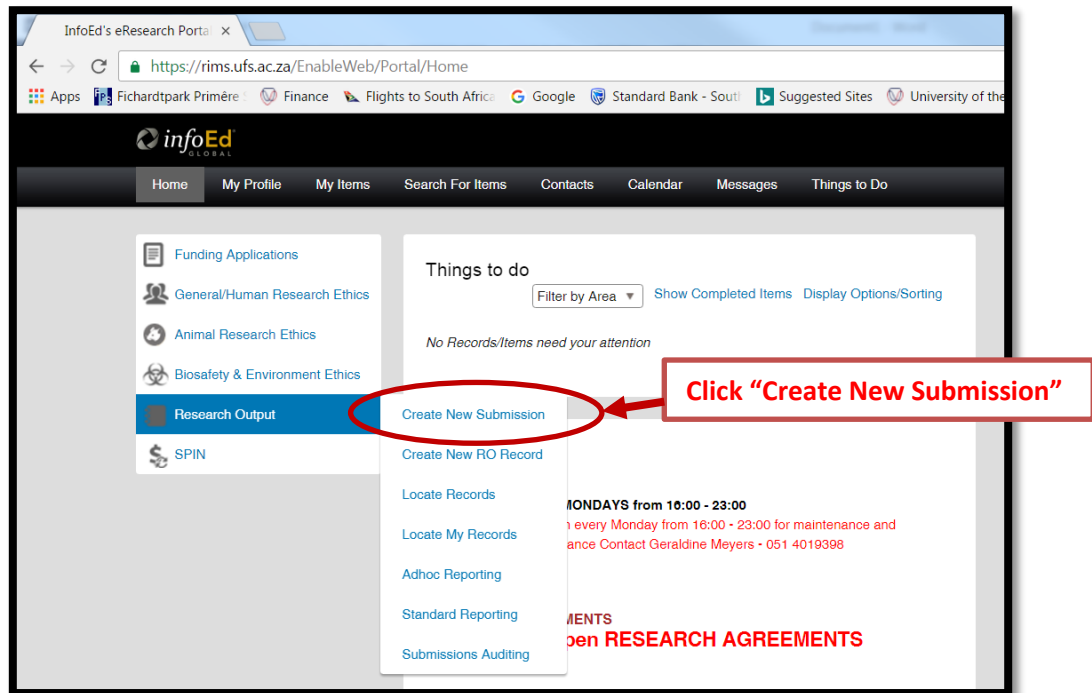 InfoEd's eResearch Porta
https://rims.ufs.ac.za/EnableWeb/Portal/Home
Apps Fichardtpark Primêre Finance Flights to South Africa Google Standard Bank - South Suggested Sites University of the
infoEd
GLOBAL
Home My Profile My Items Search For Items Contacts Calendar Messages Things to Do
Funding Applications
General/Human Research Ethics
Animal Research Ethics
Biosafety & Environment Ethics
Research Output
SPIN
Things to do
Filter by Area Show Completed Items Display Options/Sorting
No Records/Items need your attention
Click “Create New Submission”
Create New Submission
Create New RO Record
Locate Records
Locate My Records
Adhoc Reporting
Standard Reporting
Submissions Auditing
MONDAYS from 16:00 - 23:00
every Monday from 16:00 - 23:00 for maintenance and
Contact Geraldine Meyers - 051 4019398
RESEARCH AGREEMENTS